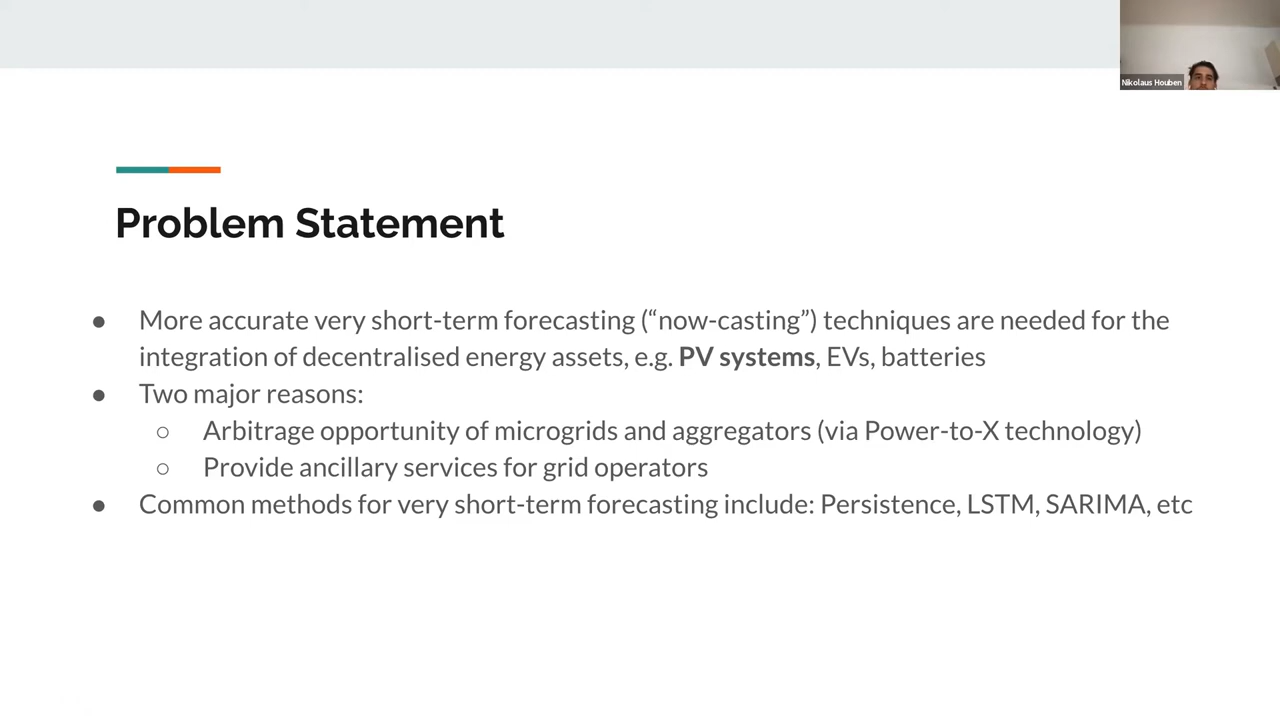 Nikolaus Houben
Problem Statement
● More accurate very short-term forecasting (“now-casting”) techniques are needed for the
integration of decentralised energy assets, e.g. PV systems, EVs, batteries
● Two major reasons:
○ Arbitrage opportunity of microgrids and aggregators (via Power-to-X technology)
○ Provide ancillary services for grid operators
● Common methods for very short-term forecasting include: Persistence, LSTM, SARIMA, etc